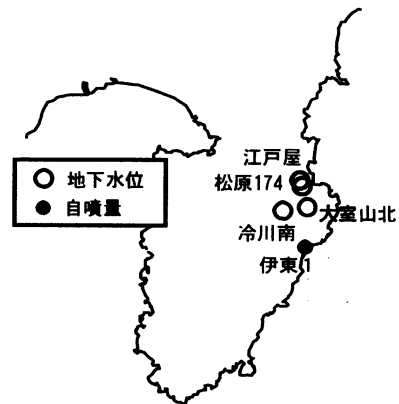 江戸屋
松原174
地下水位
自噴量
大室山北
冷川南
伊東1